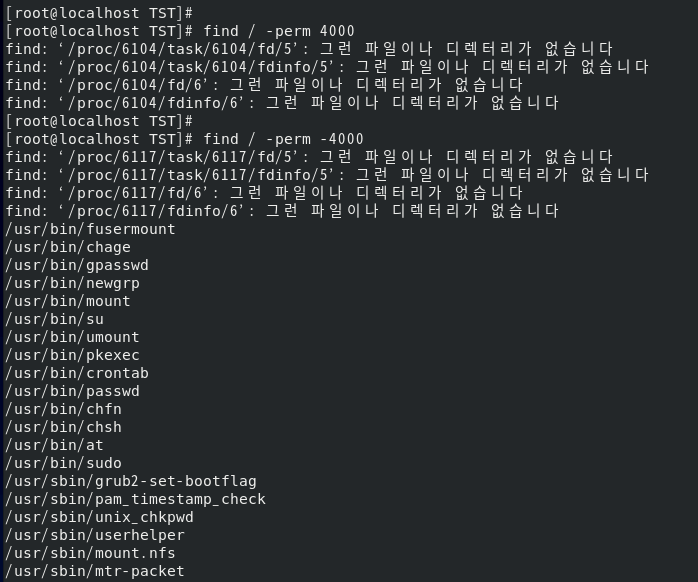 [root@localhost TST]#
[root@localhost TST]# find / -perm 4000
find: ‘/proc/6104/task/6104/fd/5’: 그런 파일이나 디렉터리가 없습니다
find: ‘/proc/6104/task/6104/fdinfo/5’: 그런 파일이나 디렉터리가 없습니다
find: ‘/proc/6104/fd/6’: 그런 파일이나 디렉터리가 없습니다
find: ‘/proc/6104/fdinfo/6’: 그런 파일이나 디렉터리가 없습니다
[root@localhost TST]#
[root@localhost TST]# find / -perm -4000
find: ‘/proc/6117/task/6117/fd/5’: 그런 파일이나 디렉터리가 없습니다
find: ‘/proc/6117/task/6117/fdinfo/5’: 그런 파일이나 디렉터리가 없습니다
find: ‘/proc/6117/fd/6’: 그런 파일이나 디렉터리가 없습니다
find: ‘/proc/6117/fdinfo/6’: 그런 파일이나 디렉터리가 없습니다
/usr/bin/fusermount
/usr/bin/chage
/usr/bin/gpasswd
/usr/bin/newgrp
/usr/bin/mount
/usr/bin/su
/usr/bin/umount
/usr/bin/pkexec
/usr/bin/crontab
/usr/bin/passwd
/usr/bin/chfn
/usr/bin/chsh
/usr/bin/at
/usr/bin/sudo
/usr/sbin/grub2-set-bootflag
/usr/sbin/pam_timestamp_check
/usr/sbin/unix_chkpwd
/usr/sbin/userhelper
/usr/sbin/mount.nfs
/usr/sbin/mtr-packet